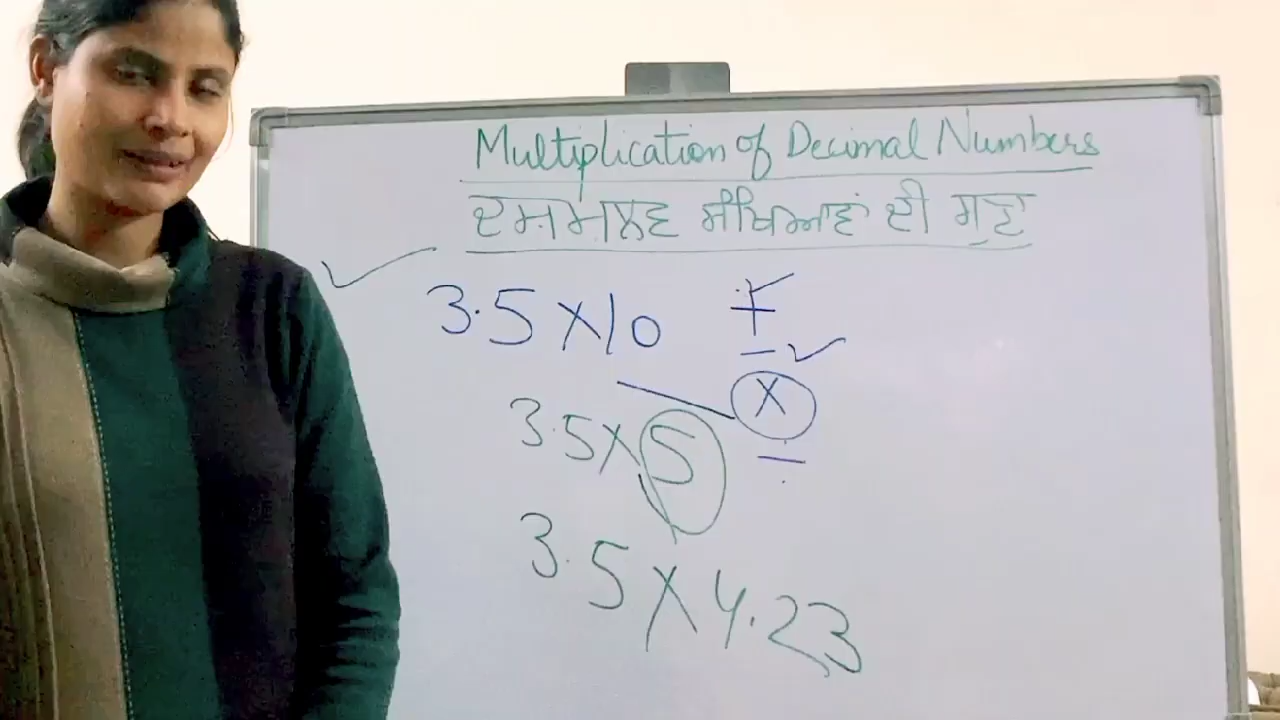 Multiplication of Decimal Numbers
ਦਸ਼ਮਲਵ ਸੰਖਿਆਵਾਂ ਦੀ ਗੁਣਾ
3.5 X 10
+
-
X
÷
3.5 X 5
3.5 X 4.23